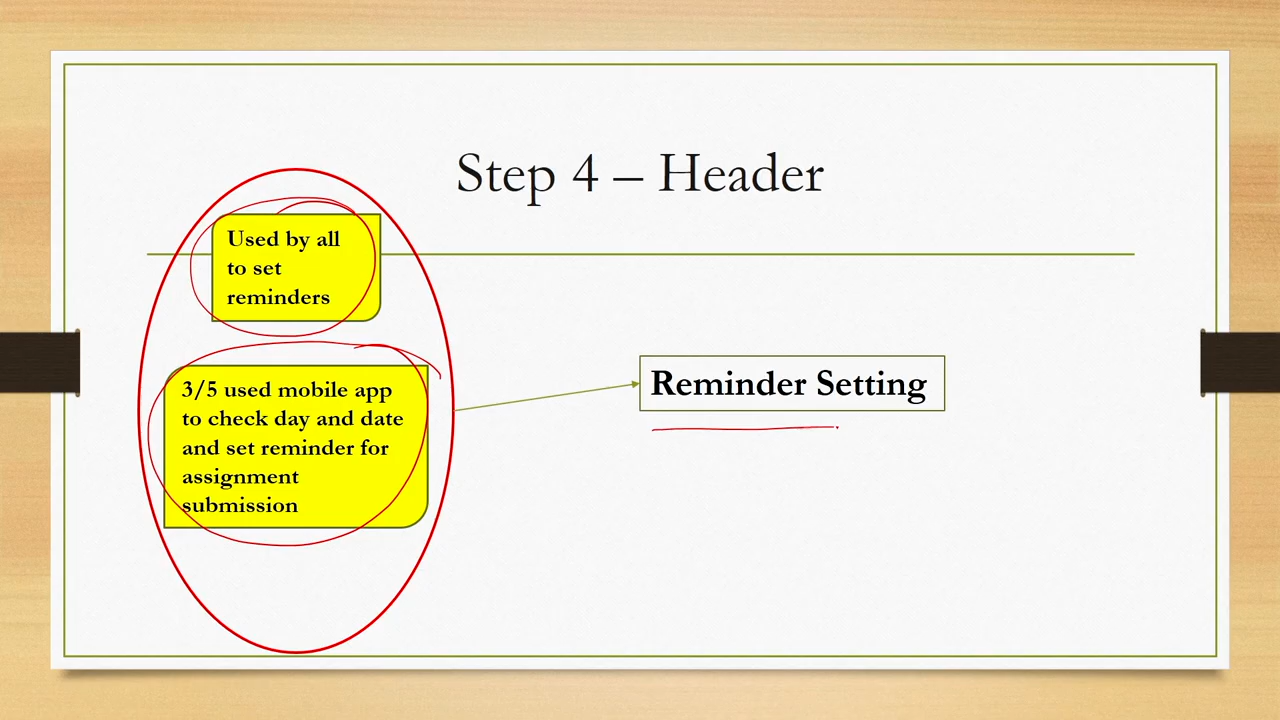 Step 4 – Header
Used by all
to set
reminders
3/5 used mobile app
to check day and date
and set reminder for
assignment
submission
Reminder Setting